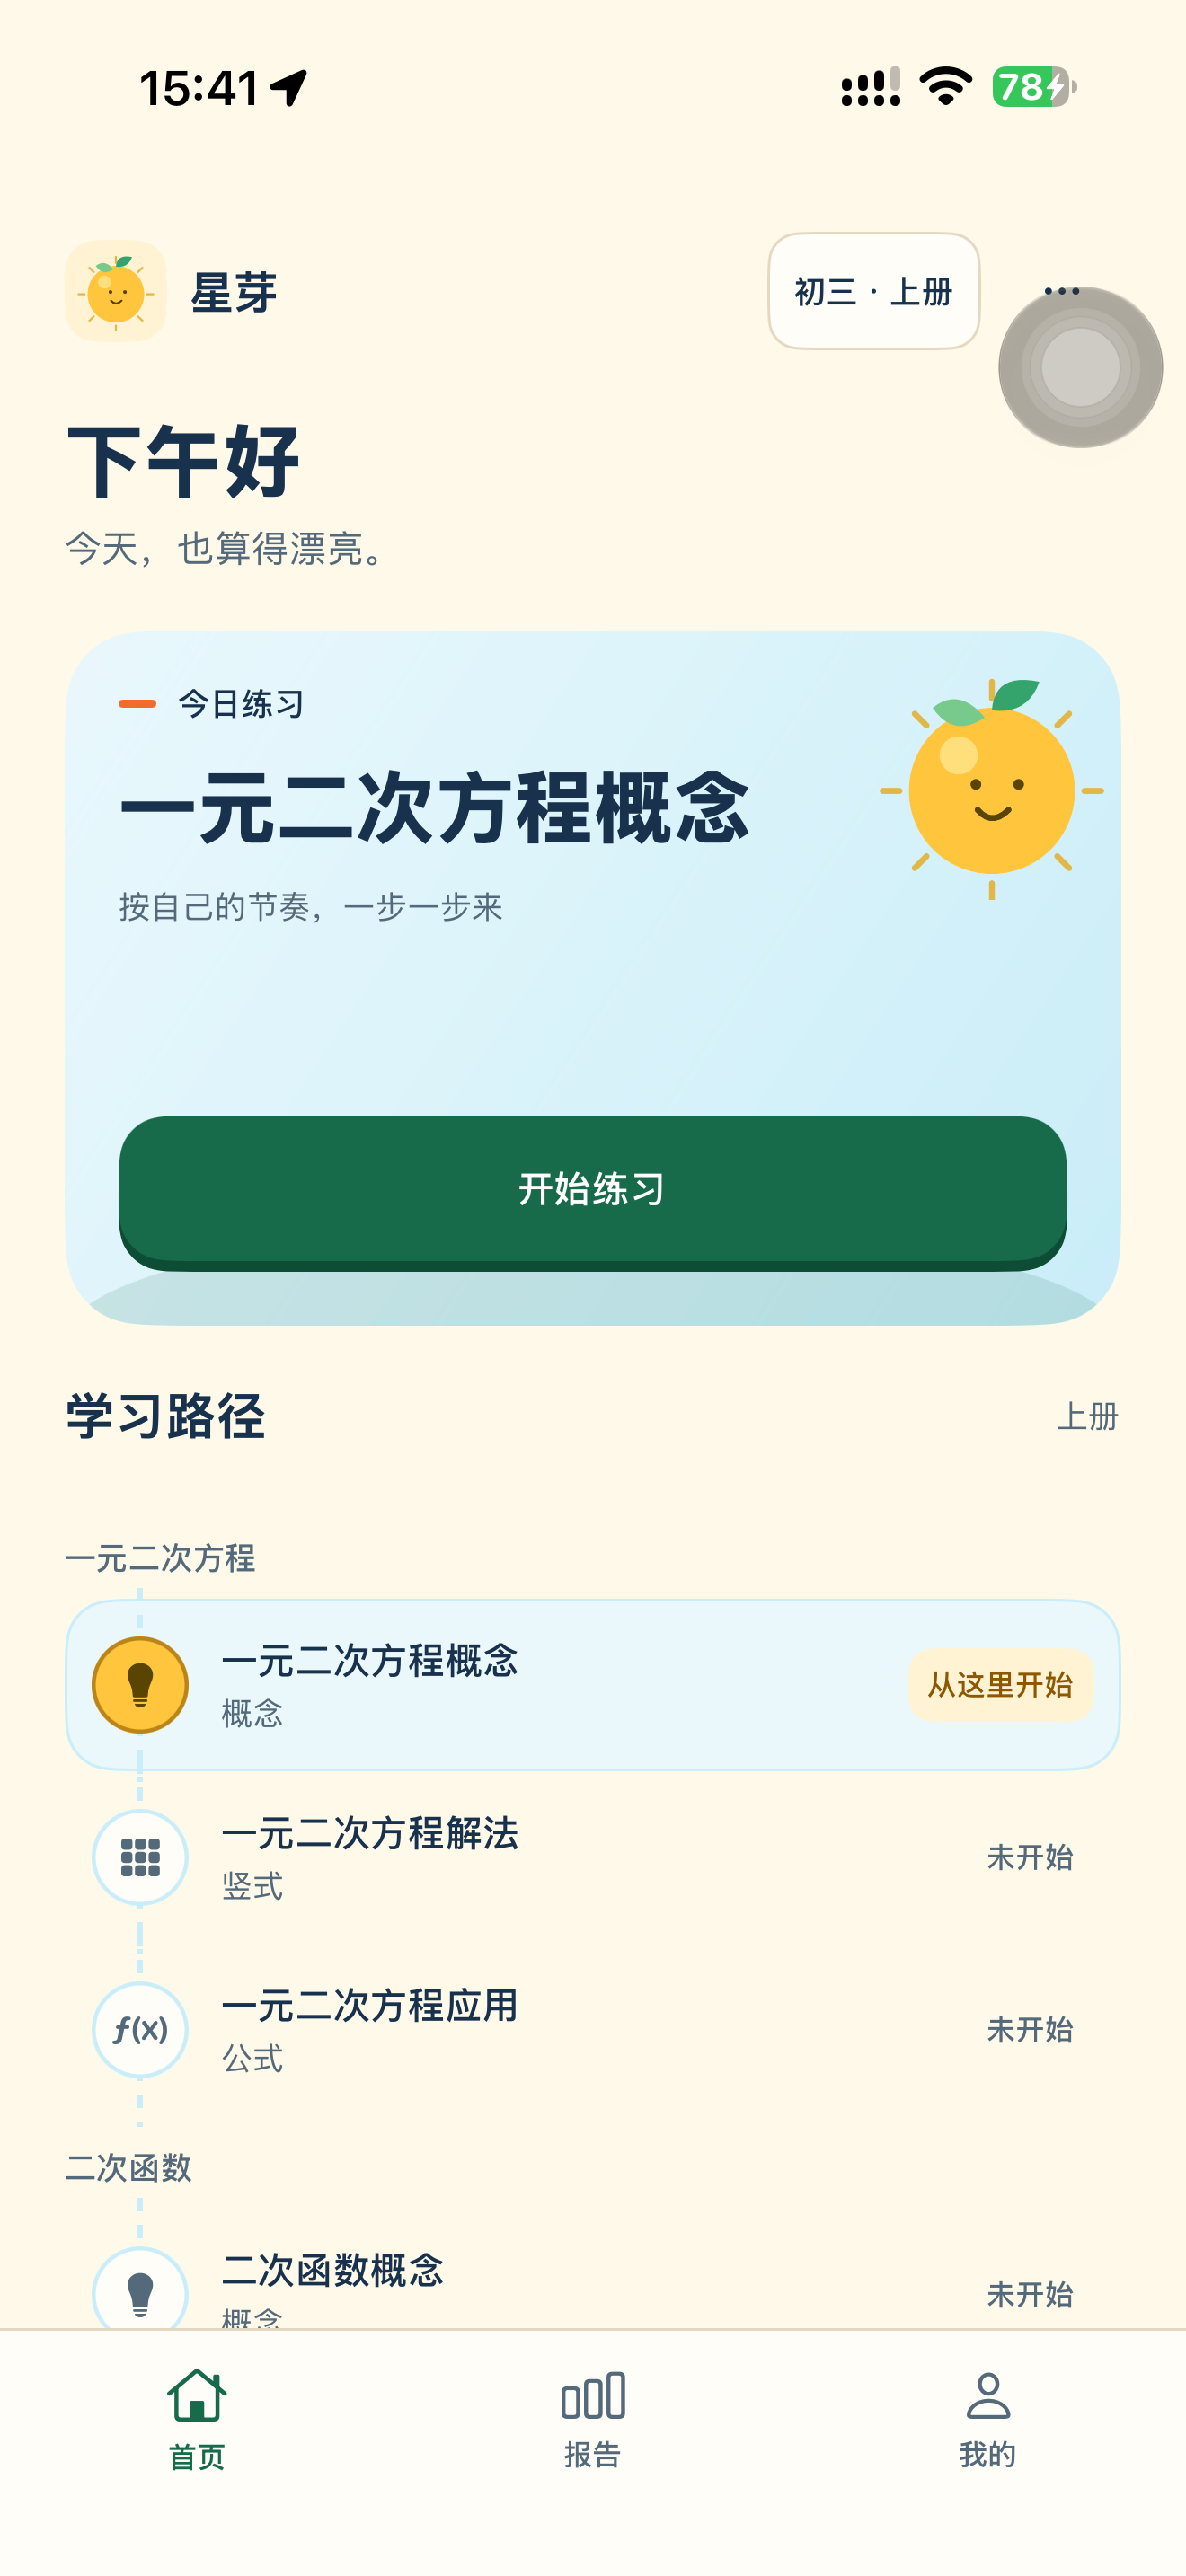 15:41
78
星芽
初三 · 上册
下午好
今天，也算得漂亮。
今日练习
一元二次方程概念
按自己的节奏，一步一步来
开始练习
学习路径
上册
一元二次方程
一元二次方程概念
概念
从这里开始
一元二次方程解法
竖式
未开始
f(x)
一元二次方程应用
公式
未开始
二次函数
二次函数概念
概念
未开始
首页
报告
我的